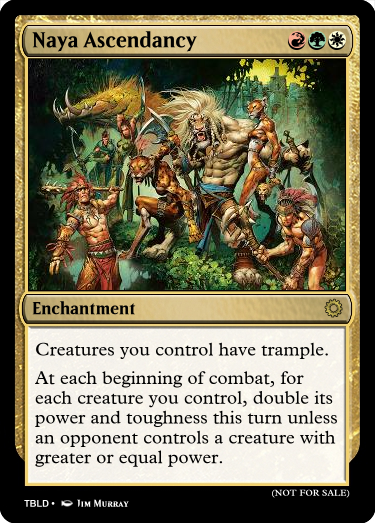 Naya Ascendancy
Enchantment
Creatures you control have trample.
At each beginning of combat, for
each creature you control, double its
power and toughness this turn unless
an opponent controls a creature with
greater or equal power.
TBLD • Jim Murray
(NOT FOR SALE)